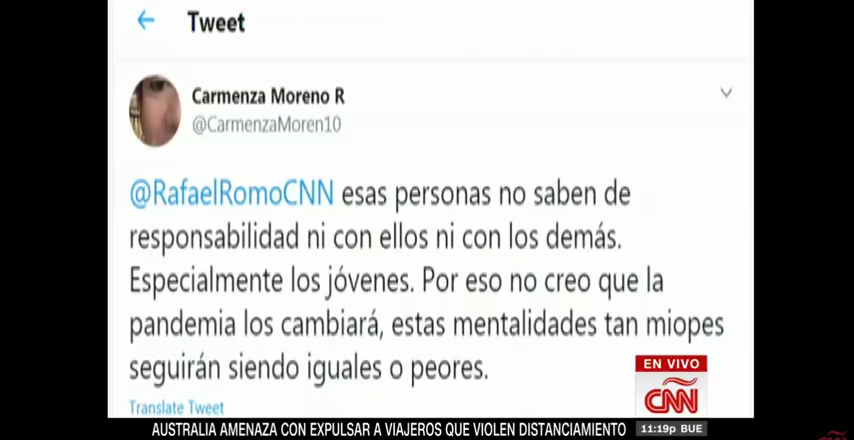 Tweet
Carmenza Moreno R
@CarmenzaMoren10
@RafaelRomoCNN esas personas no saben de
responsabilidad ni con ellos ni con los demás.
Especialmente los jóvenes. Por eso no creo que la
pandemia los cambiará, estas mentalidades tan miopes
seguirán siendo iguales o peores.
Translate Tweet
EN VIVO
CNN
AUSTRALIA AMENAZA CON EXPULSAR A VIAJEROS QUE VIOLEN DISTANCIAMIENTO
11:19p BUE